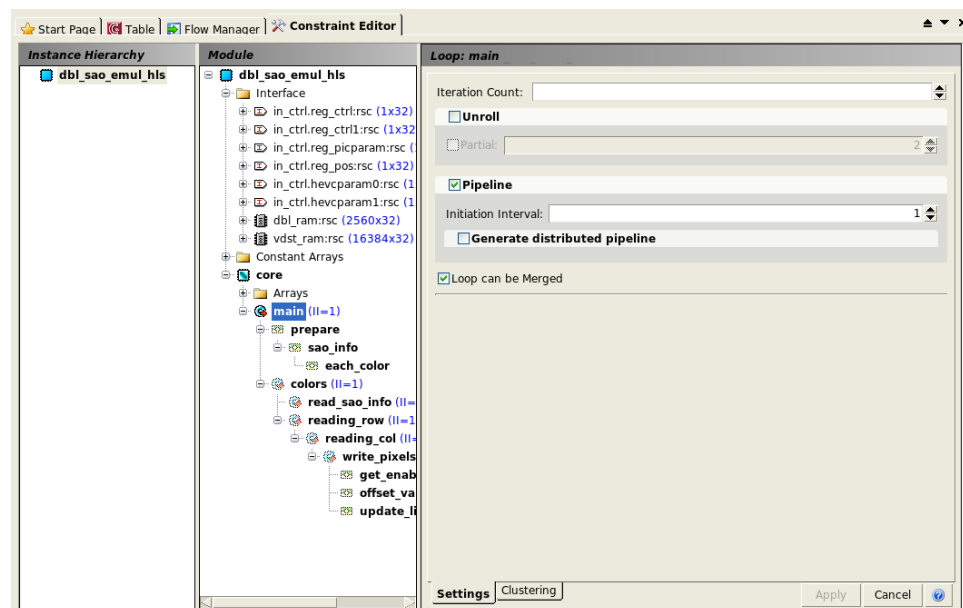 Start Page Table Flow Manager Constraint Editor
Instance Hierarchy
dbl_sao_emul_hls
Module
dbl_sao_emul_hls
Interface
in_ctrl.reg_ctrl:rsc (1x32)
in_ctrl.reg_ctrl1:rsc (1x32
in_ctrl.reg_picparam:rsc (
in_ctrl.reg_pos:rsc (1x32)
in_ctrl.hevcparam0:rsc (1
in_ctrl.hevcparam1:rsc (1
dbl_ram:rsc (2560x32)
vdst_ram:rsc (16384x32)
Constant Arrays
core
Arrays
main (II=1)
prepare
sao_info
each_color
colors (II=1)
read_sao_info (II=
reading_row (II=1
reading_col (II=
write_pixels
get_enab
offset_va
update_li
Loop: main
Iteration Count:
Unroll
Partial: 2
Pipeline
Initiation Interval: 1
Generate distributed pipeline
Loop can be Merged
Settings Clustering
Apply Cancel ?